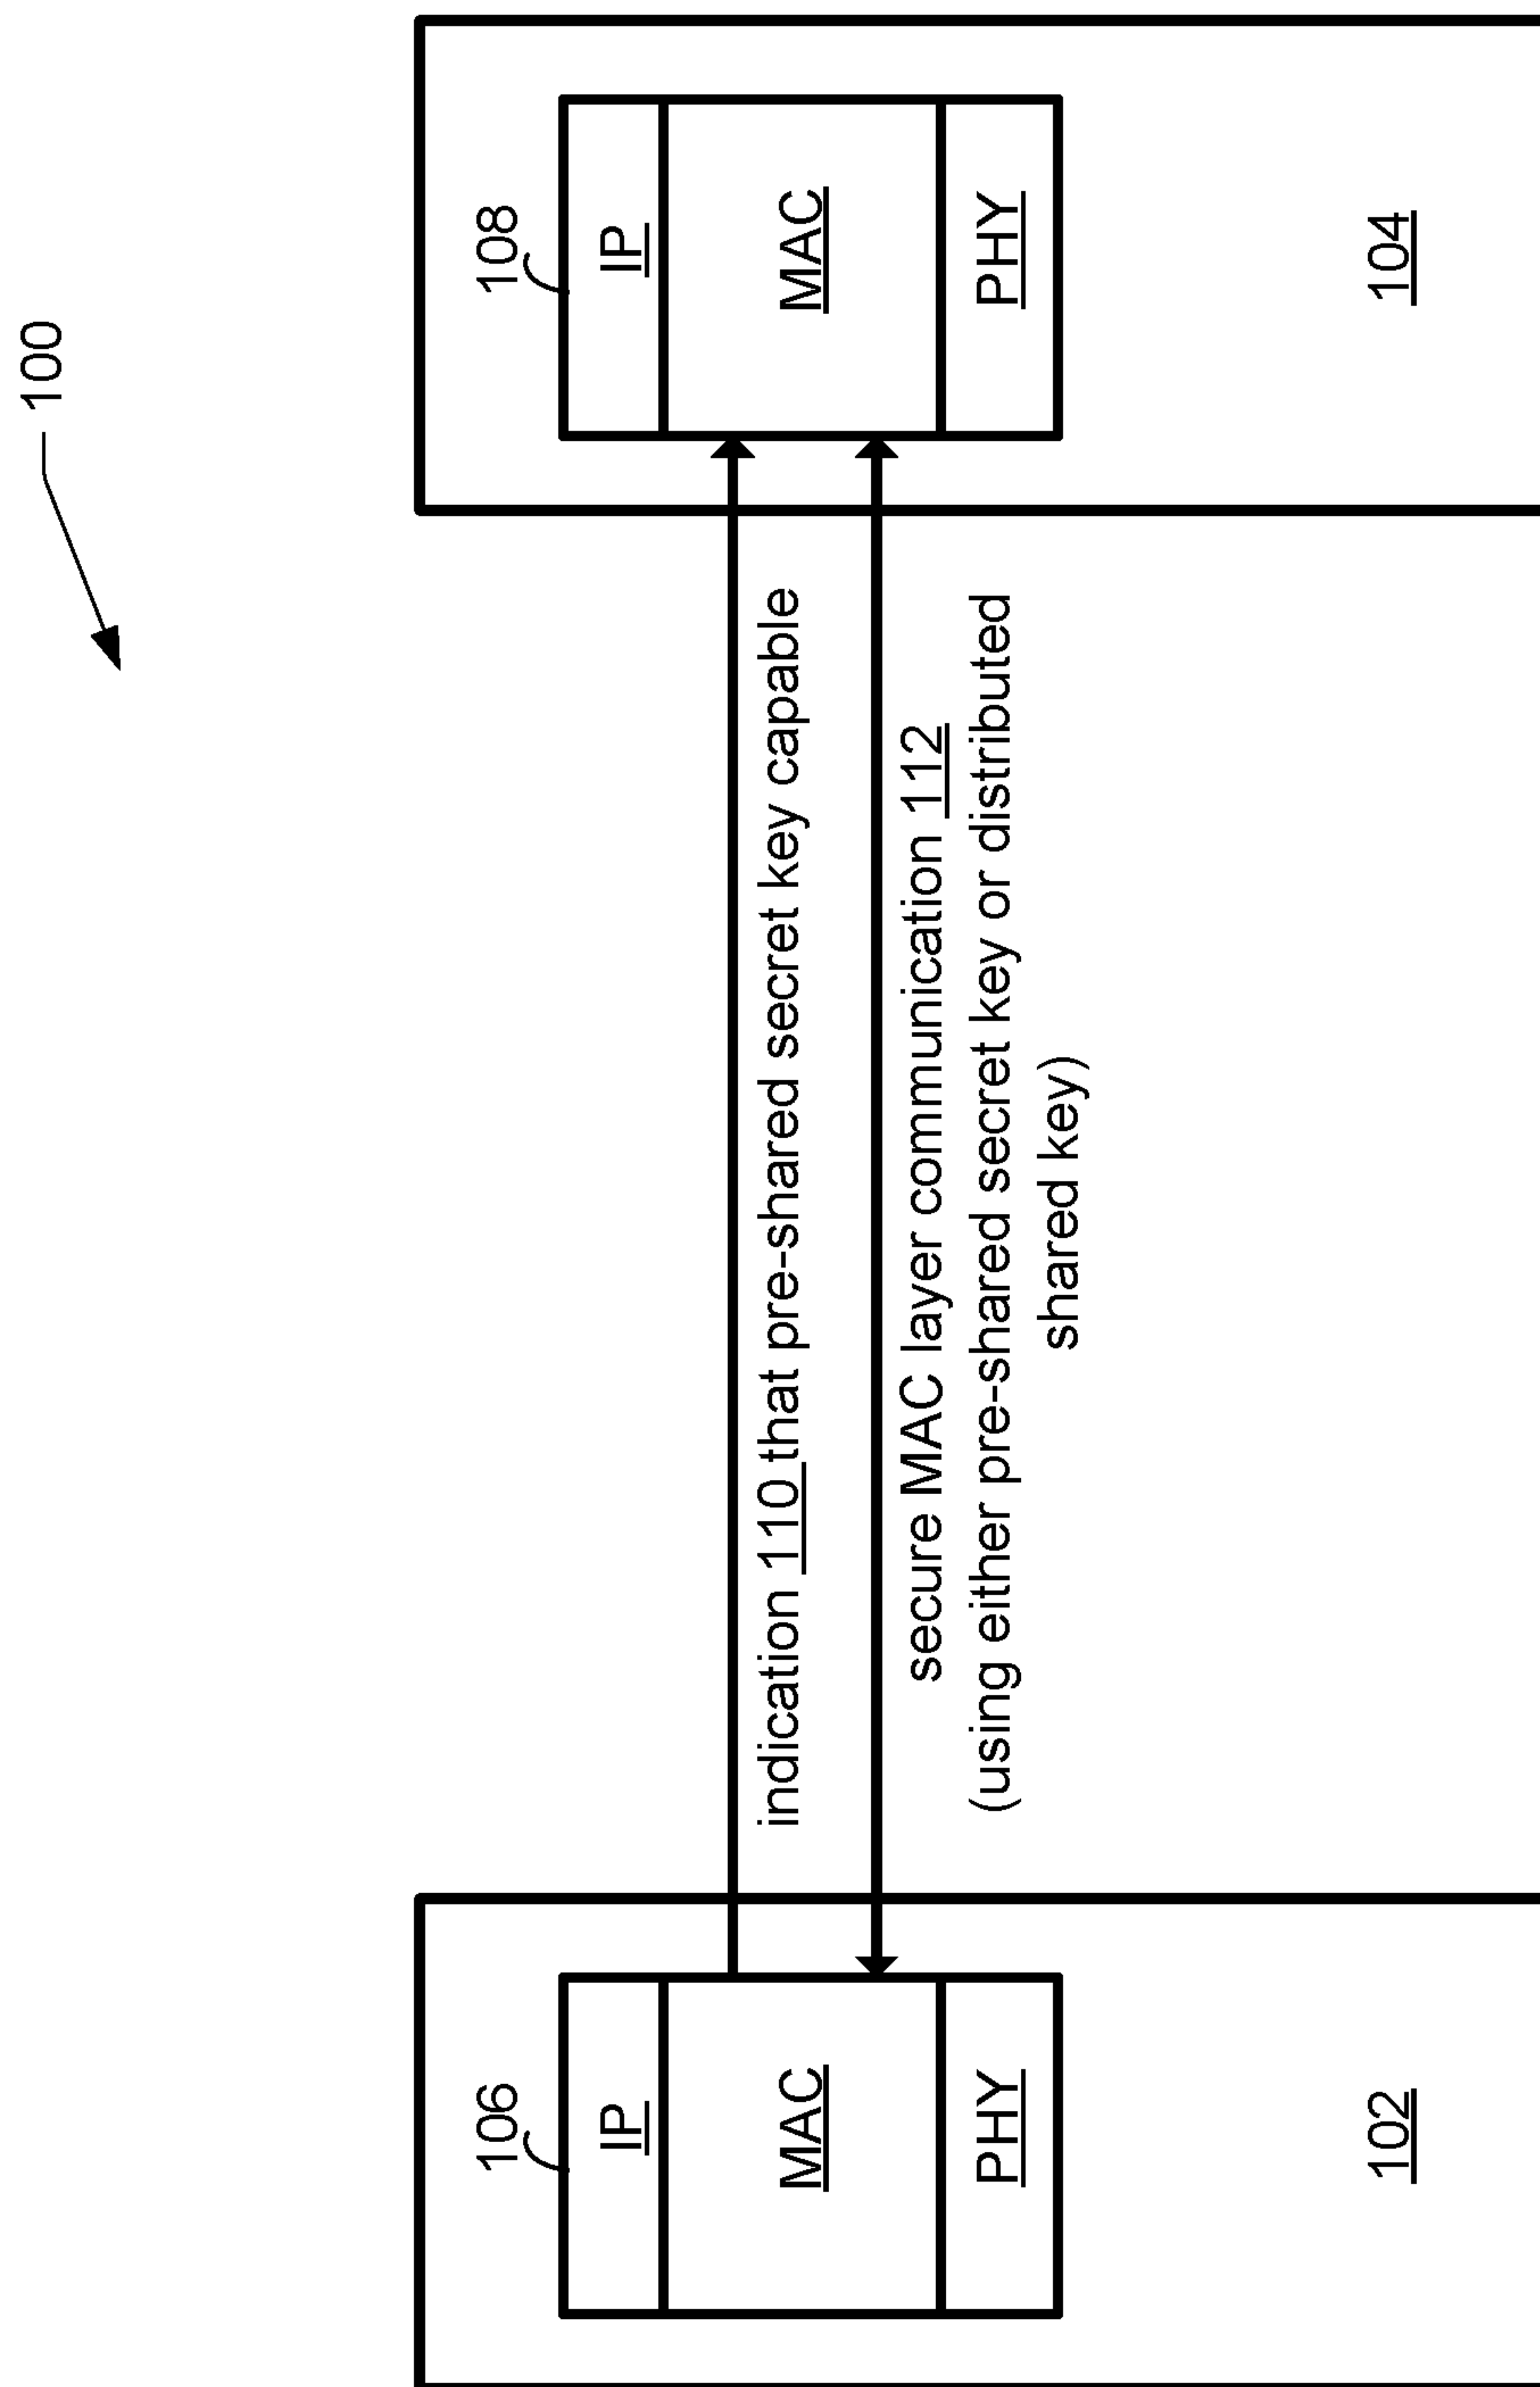 100
106
108
IP
IP
MAC
MAC
PHY
PHY
indication 110 that pre-shared secret key capable
secure MAC layer communication 112
(using either pre-shared secret key or distributed
shared key)
102
104